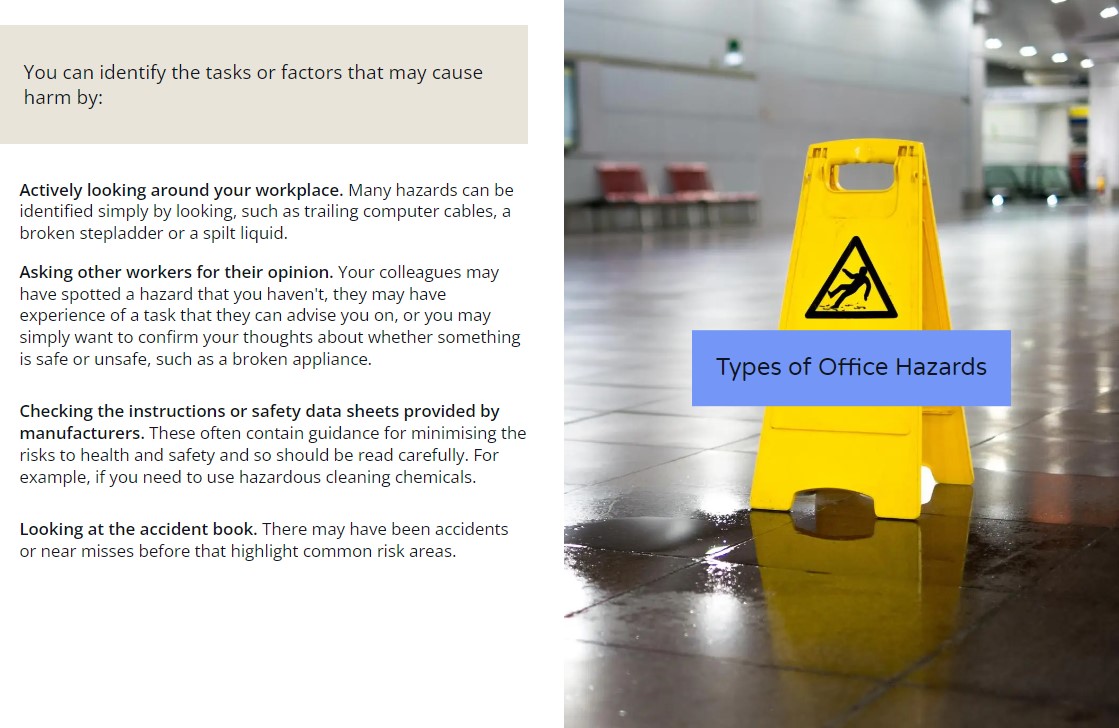 You can identify the tasks or factors that may cause
harm by:
Actively looking around your workplace. Many hazards can be
identified simply by looking, such as trailing computer cables, a
broken stepladder or a spilt liquid.
Asking other workers for their opinion. Your colleagues may
have spotted a hazard that you haven't, they may have
experience of a task that they can advise you on, or you may
simply want to confirm your thoughts about whether something
is safe or unsafe, such as a broken appliance.
Checking the instructions or safety data sheets provided by
manufacturers. These often contain guidance for minimising the
risks to health and safety and so should be read carefully. For
example, if you need to use hazardous cleaning chemicals.
Looking at the accident book. There may have been accidents
or near misses before that highlight common risk areas.
Types of Office Hazards